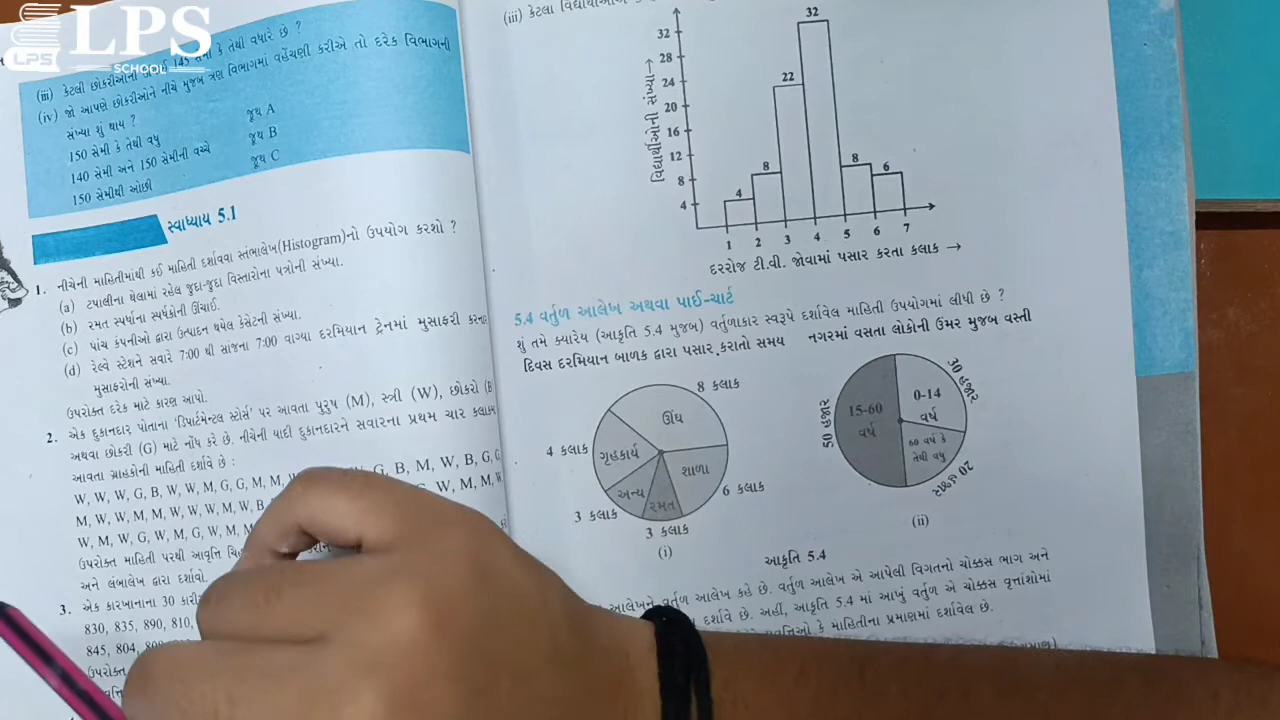 LPS
LPS
SCHOOL
(iii) કેટલી છોકરીઓની 145 સેમી કે તેથી વધારે છે ?
(iv) જો આપણે છોકરીઓને નીચે મુજબ ત્રણ વિભાગમાં વહેંચણી કરીએ તો દરેક વિભાગની
સંખ્યા શું થાય ?
150 સેમી કે તેથી વધુ જૂથ A
140 સેમી અને 150 સેમીની વચ્ચે જૂથ B
150 સેમીથી ઓછી જૂથ C
સ્વાધ્યાય 5.1
1. નીચેની માહિતીમાંથી કઈ માહિતી દર્શાવવા સ્તંભાલેખ(Histogram)નો ઉપયોગ કરશો ?
(a) ટપાલીના થેલામાં રહેલ જુદા-જુદા વિસ્તારોના પત્રોની સંખ્યા.
(b) રમત સ્પર્ધાના સ્પર્ધકોની ઊંચાઈ.
(c) પાંચ કંપનીઓ દ્વારા ઉત્પાદન થયેલ કેસેટની સંખ્યા.
(d) રેલ્વે સ્ટેશને સવારે 7:00 થી સાંજના 7:00 વાગ્યા દરમિયાન ટ્રેનમાં મુસાફરી કરનાર
મુસાફરોની સંખ્યા.
ઉપરોક્ત દરેક માટે કારણ આપો.
2. એક દુકાનદાર પોતાના 'ડિપાર્ટમેન્ટલ સ્ટોર્સ' પર આવતા પુરુષ (M), સ્ત્રી (W), છોકરો (B
અથવા છોકરી (G) માટે નોંધ કરે છે. નીચેની યાદી દુકાનદારને સવારના પ્રથમ ચાર કલાકમાં
આવતા ગ્રાહકોની માહિતી દર્શાવે છે :
W, W, W, G, B, W, W, M, G, G, M, M, G, B, M, W, B, G, G
M, W, W, M, M, W, W, W, M, W, B W, M, M, W
W, M, W, G, W, M, G, W, M, M
ઉપરોક્ત માહિતી પરથી આવૃત્તિ
અને લંબાલેખ દ્વારા દર્શાવો.
3. એક કારખાનાના 30
830, 835, 890, 810,
845, 804,
ઉપરોક્ત
(iii) કેટલા
32
28
24
20
16
12
8
4
4
8
22
32
8
6
1 2 3 4 5 6 7
વિદ્યાર્થીઓની સંખ્યા →
દરરોજ ટી.વી. જોવામાં પસાર કરતા કલાક →
5.4 વર્તુળ આલેખ અથવા પાઈ-ચાર્ટ
શું તમે ક્યારેય (આકૃતિ 5.4 મુજબ) વર્તુળાકાર સ્વરૂપે દર્શાવેલ માહિતી ઉપયોગમાં લીધી છે ?
દિવસ દરમિયાન બાળક દ્વારા પસાર કરાતો સમય નગરમાં વસતા લોકોની ઉંમર મુજબ વસ્તી
8 કલાક
ઊંઘ
4 કલાક
ગૃહકાર્ય
શાળા
6 કલાક
અન્ય
3 કલાક
રમત
3 કલાક
(i)
30 હજાર
0-14
વર્ષ
15-60
વર્ષ
50 હજાર
60 વર્ષ કે
તેથી વધુ
20 હજાર
(ii)
આકૃતિ 5.4
આલેખને વર્તુળ આલેખ કહે છે. વર્તુળ આલેખ એ આપેલી વિગતનો ચોક્કસ ભાગ અને
દર્શાવે છે. અહીં, આકૃતિ 5.4 માં આખું વર્તુળ એ ચોક્કસ વૃત્તાંશોમાં
કે માહિતીના પ્રમાણમાં દર્શાવેલ છે.